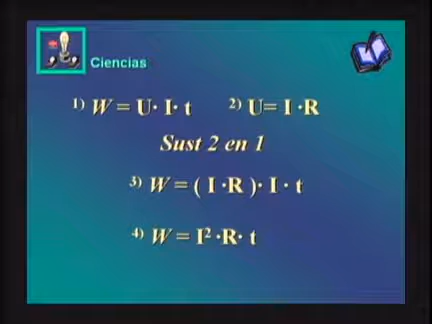 Ciencias
1) W = U· I· t 2) U= I ·R
Sust 2 en 1
3) W = ( I ·R )· I · t
4) W = I² ·R· t